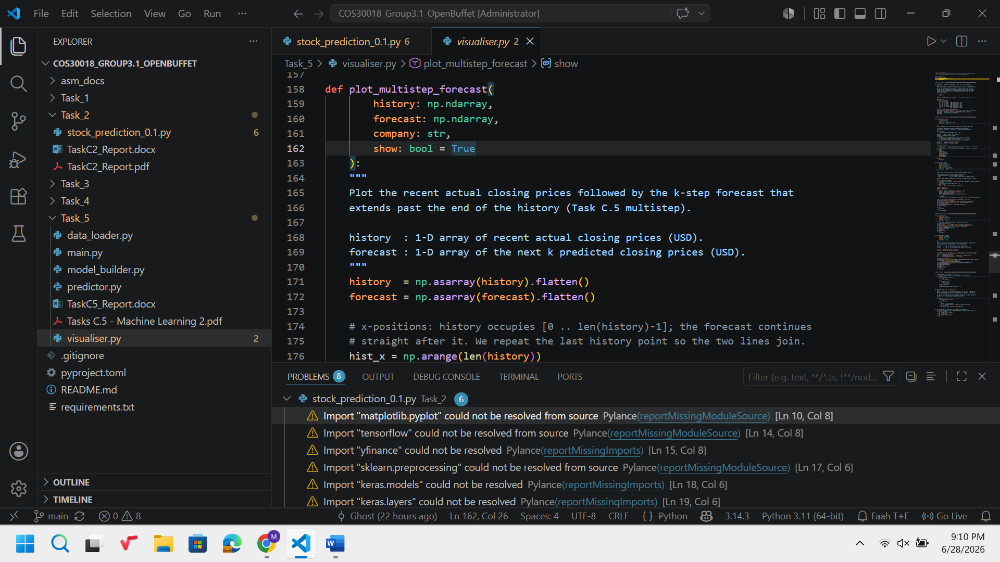 File Edit Selection View Go Run ···
COS30018_Group3.1_OpenBuffet [Administrator]
EXPLORER
COS30018_GROUP3.1_OPENBUFFET
asm_docs
Task_1
Task_2
stock_prediction_0.1.py 6
TaskC2_Report.docx
TaskC2_Report.pdf
Task_3
Task_4
Task_5
data_loader.py
main.py
model_builder.py
predictor.py
TaskC5_Report.docx
Tasks C.5 - Machine Learning 2.pdf
visualiser.py 2
.gitignore
pyproject.toml
README.md
requirements.txt
OUTLINE
TIMELINE
stock_prediction_0.1.py 6
visualiser.py 2
Task_5 > visualiser.py > plot_multistep_forecast > show
157
158 def plot_multistep_forecast(
159 history: np.ndarray,
160 forecast: np.ndarray,
161 company: str,
162 show: bool = True
163 ):
164 """
165 Plot the recent actual closing prices followed by the k-step forecast that
166 extends past the end of the history (Task C.5 multistep).
167
168 history  : 1-D array of recent actual closing prices (USD).
169 forecast : 1-D array of the next k predicted closing prices (USD).
170 """
171 history  = np.asarray(history).flatten()
172 forecast = np.asarray(forecast).flatten()
173
174 # x-positions: history occupies [0 .. len(history)-1]; the forecast continues
175 # straight after it. We repeat the last history point so the two lines join.
176 hist_x = np.arange(len(history))
PROBLEMS 8 OUTPUT DEBUG CONSOLE TERMINAL PORTS
Filter (e.g. text, **/*.ts, !**/nod...
stock_prediction_0.1.py Task_2 6
Import "matplotlib.pyplot" could not be resolved from source Pylance(reportMissingModuleSource) [Ln 10, Col 8]
Import "tensorflow" could not be resolved from source Pylance(reportMissingModuleSource) [Ln 14, Col 8]
Import "yfinance" could not be resolved Pylance(reportMissingImports) [Ln 15, Col 8]
Import "sklearn.preprocessing" could not be resolved from source Pylance(reportMissingModuleSource) [Ln 17, Col 6]
Import "keras.models" could not be resolved Pylance(reportMissingImports) [Ln 18, Col 6]
Import "keras.layers" could not be resolved Pylance(reportMissingImports) [Ln 19, Col 6]
main 0 8 Ghost (22 hours ago) Ln 162, Col 26 Spaces: 4 UTF-8 CRLF { } Python 3.14.3 Python 3.11 (64-bit) Faah T+E Go Live
M
W
9:10 PM
6/28/2026